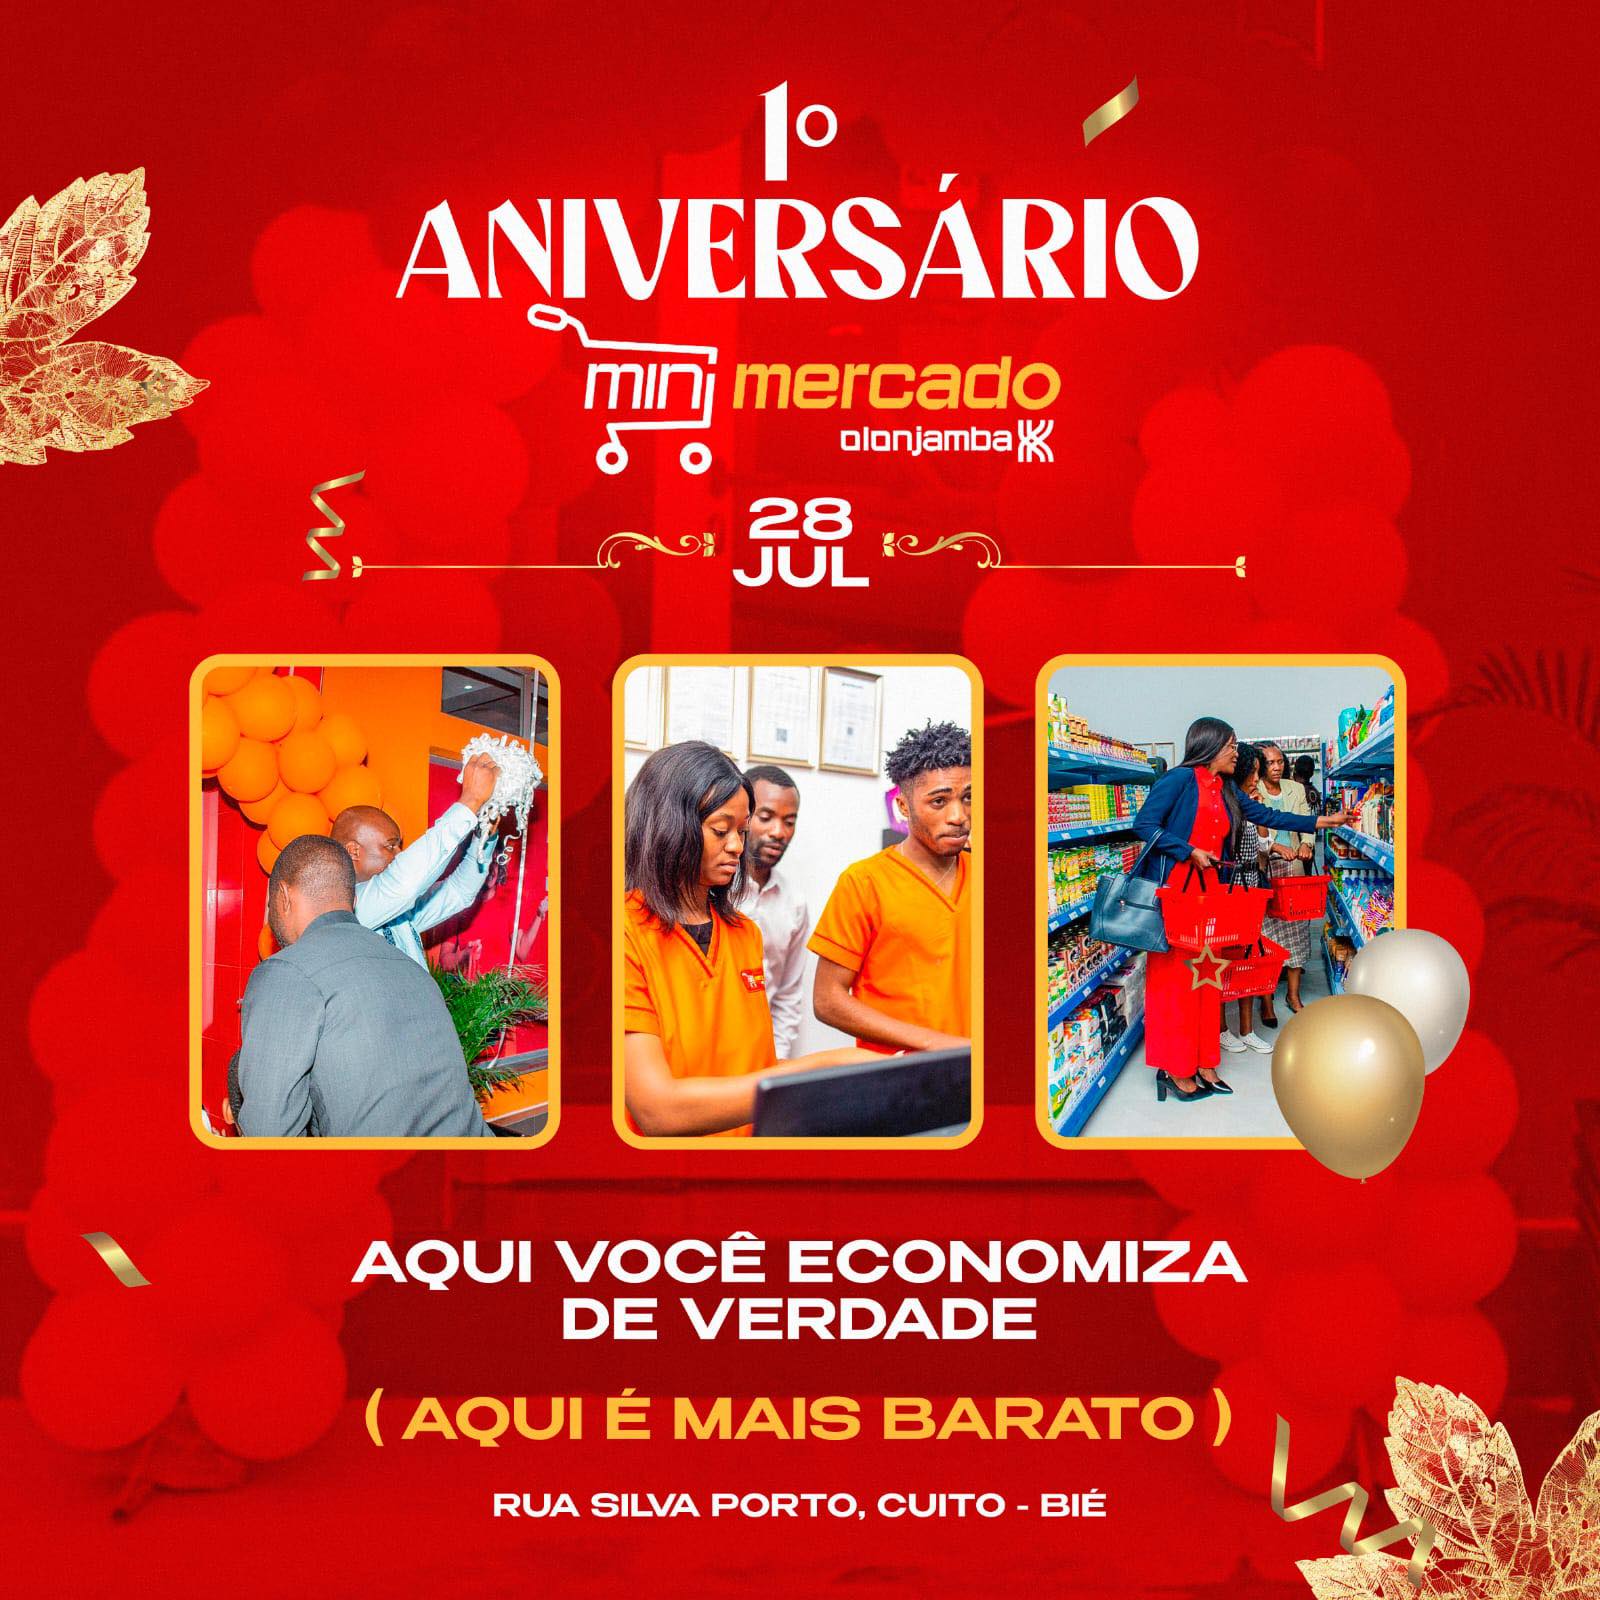 1º
ANIVERSÁRIO
mini mercado
olonjamba
28
JUL
AQUI VOCÊ ECONOMIZA
DE VERDADE
( AQUI É MAIS BARATO )
RUA SILVA PORTO, CUITO - BIÉ